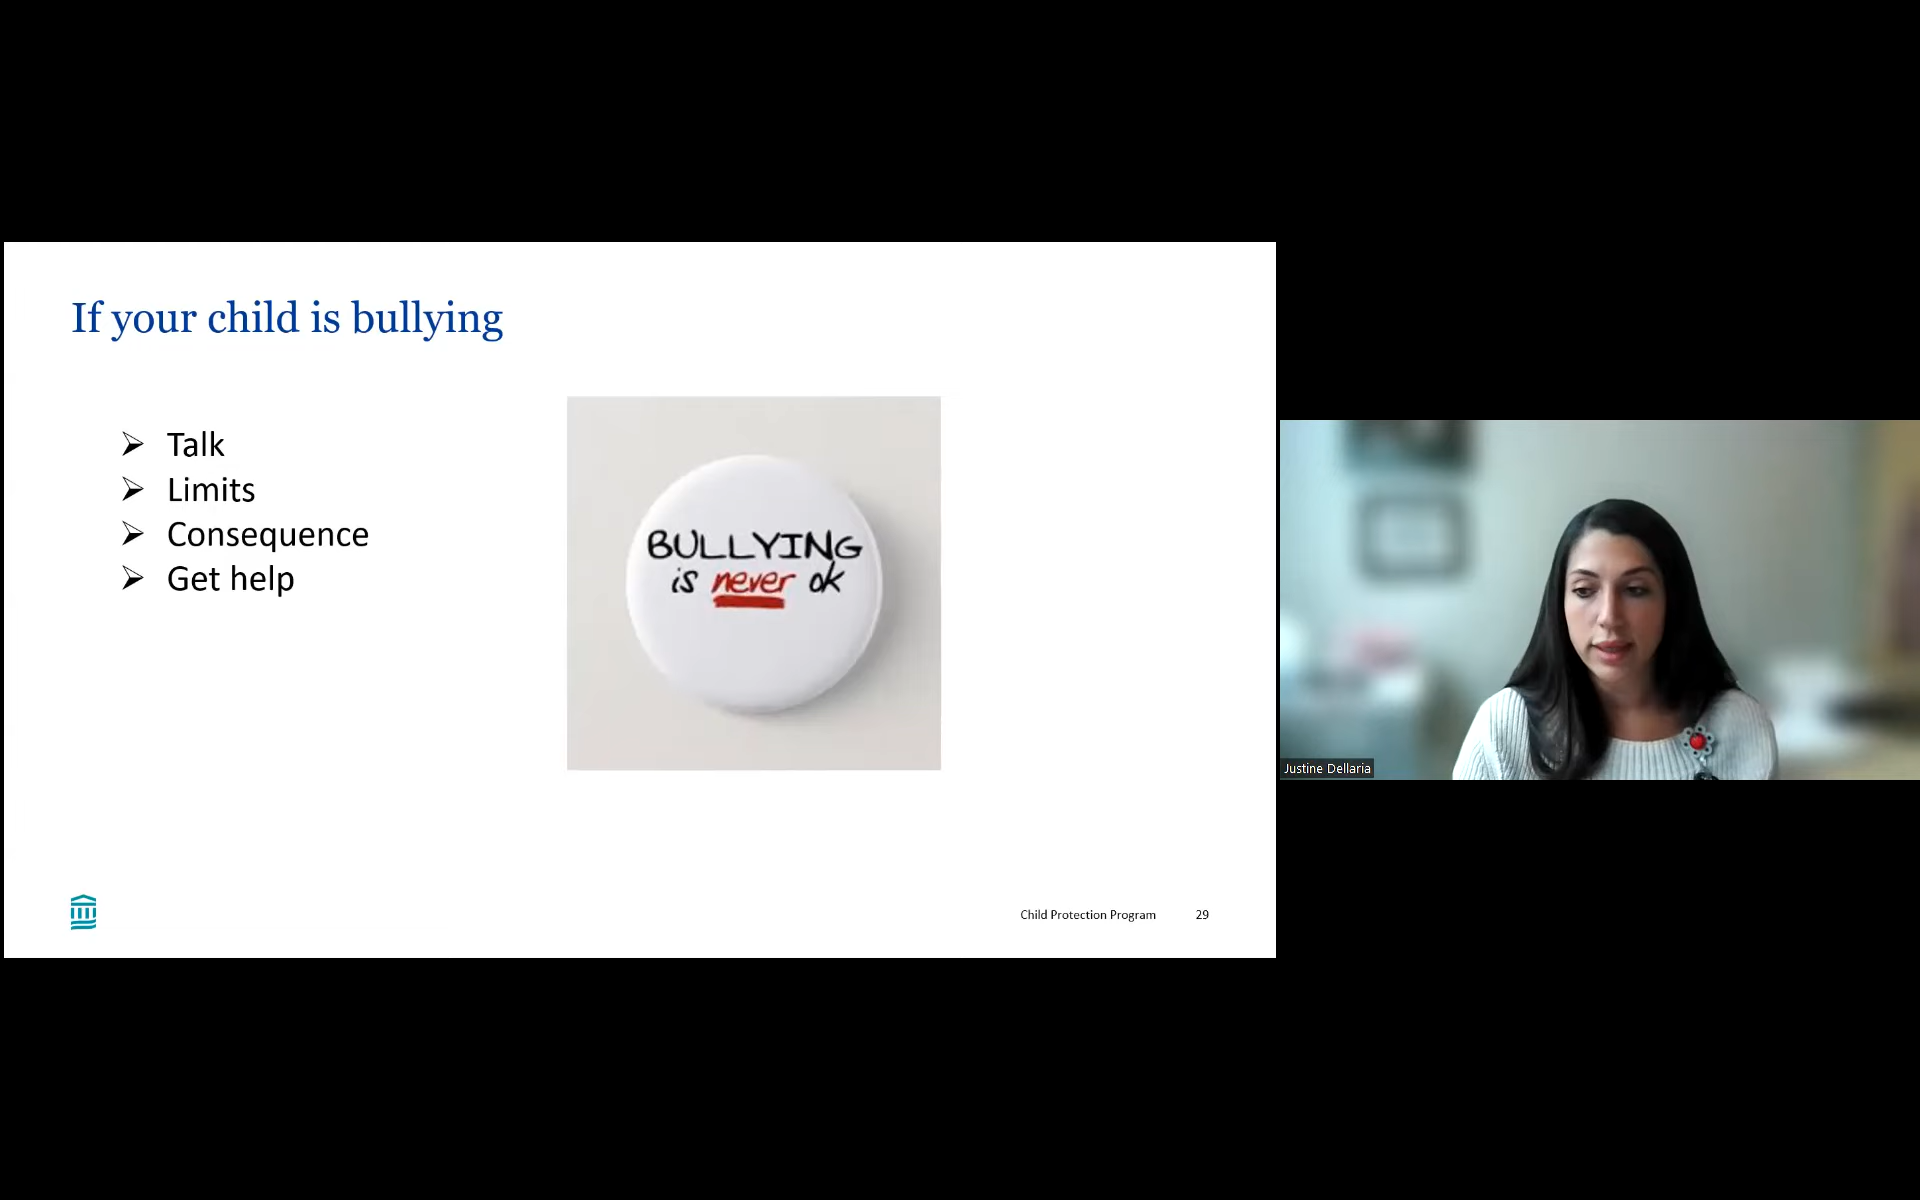 If your child is bullying
➢ Talk
➢ Limits
➢ Consequence
➢ Get help
BULLYING
is never ok
Child Protection Program 29
Justine Dellaria